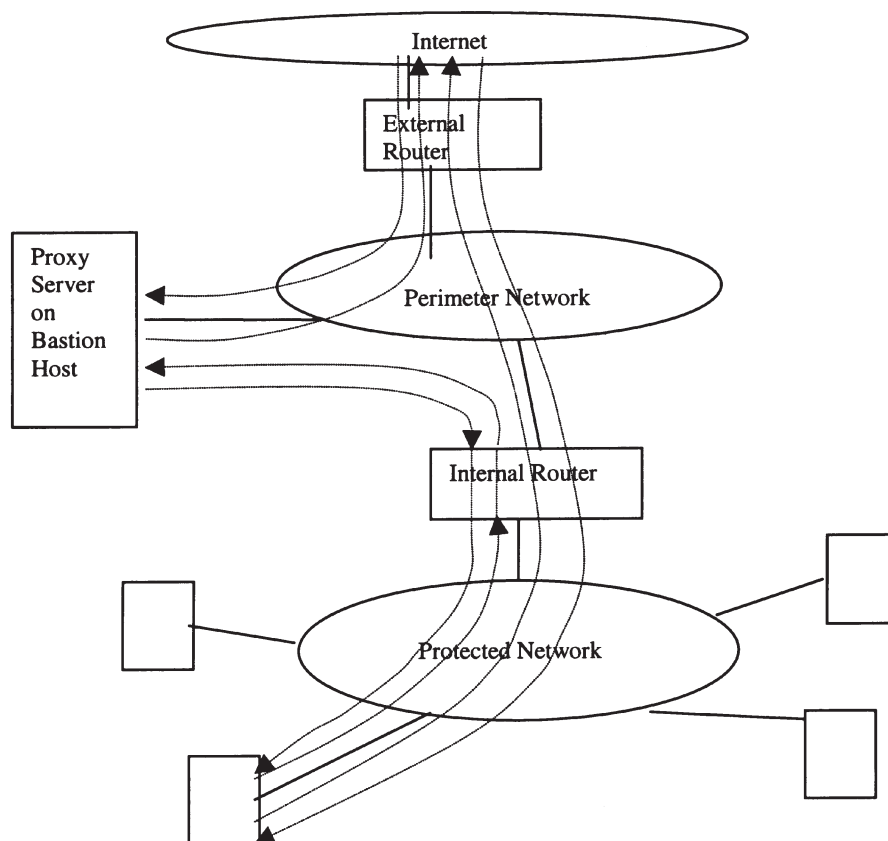 Internet
External
Router
Proxy
Server
on
Bastion
Host
Perimeter Network
Internal Router
Protected Network